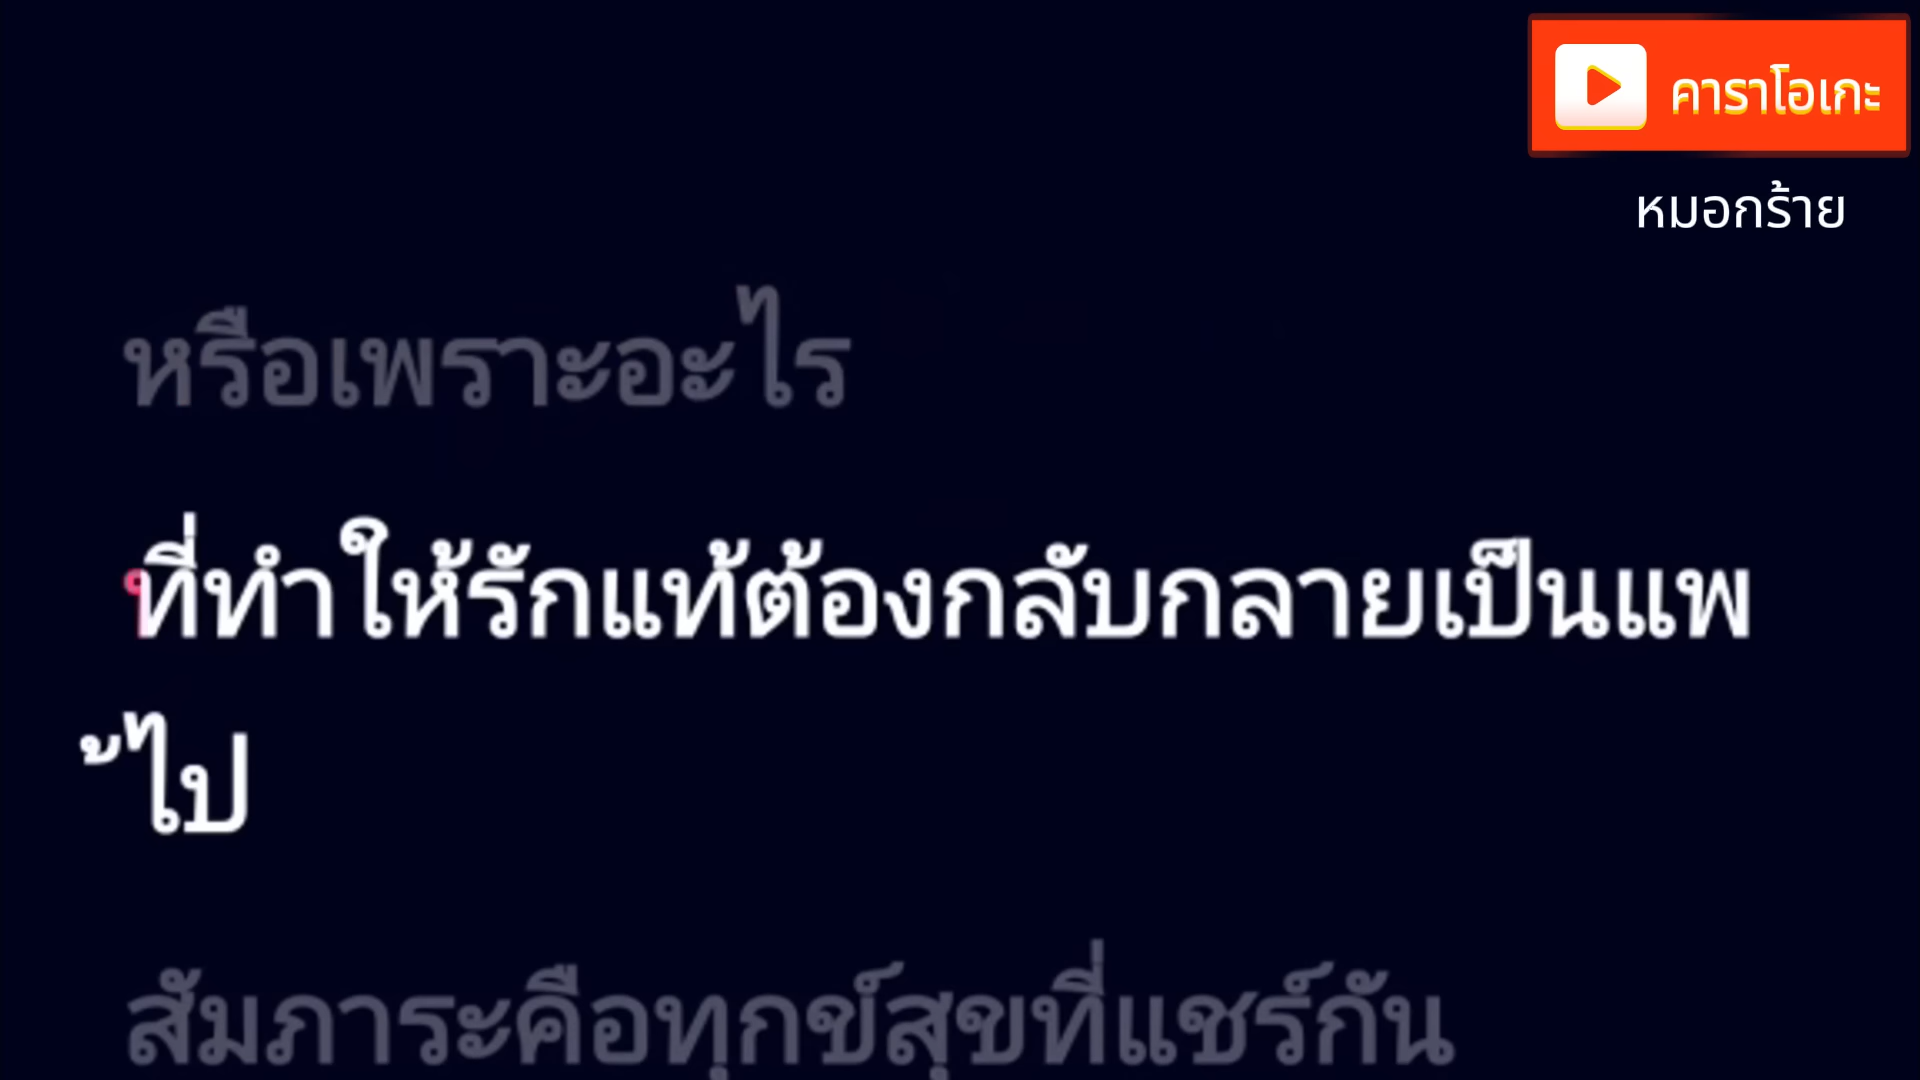 คาราโอเกะ
หมอกร้าย
หรือเพราะอะไร
ที่ทำให้รักแท้ต้องกลับกลายเป็นแพ
้ไป
สัมภาระคือทุกข์สุขที่แชร์กัน